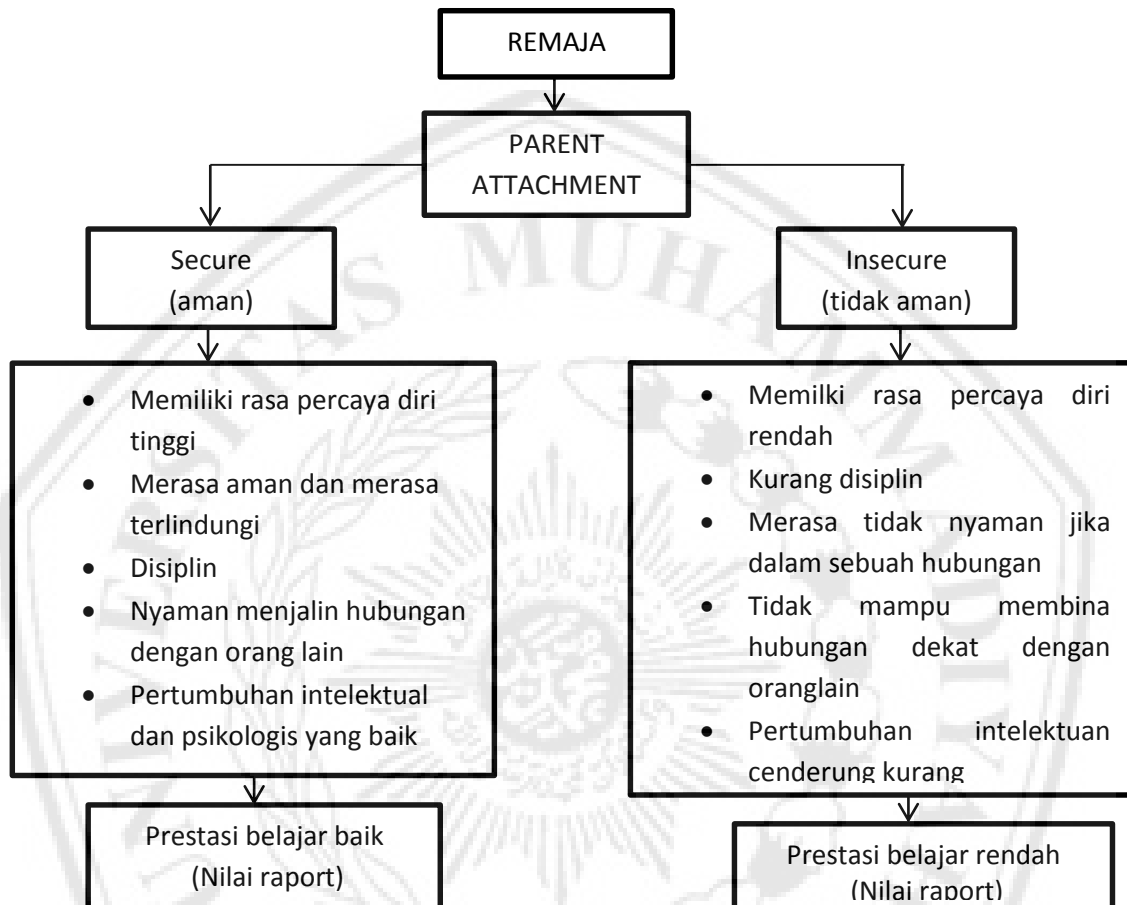 REMAJA
PARENT
ATTACHMENT
Secure
(aman)
Insecure
(tidak aman)
• Memiliki rasa percaya diri
tinggi
• Merasa aman dan merasa
terlindungi
• Disiplin
• Nyaman menjalin hubungan
dengan orang lain
• Pertumbuhan intelektual
dan psikologis yang baik
• Memilki rasa percaya diri
rendah
• Kurang disiplin
• Merasa tidak nyaman jika
dalam sebuah hubungan
• Tidak mampu membina
hubungan dekat dengan
oranglain
• Pertumbuhan intelektuan
cenderung kurang
Prestasi belajar baik
(Nilai raport)
Prestasi belajar rendah
(Nilai raport)
UNIVERSITAS MUHAMMADIY